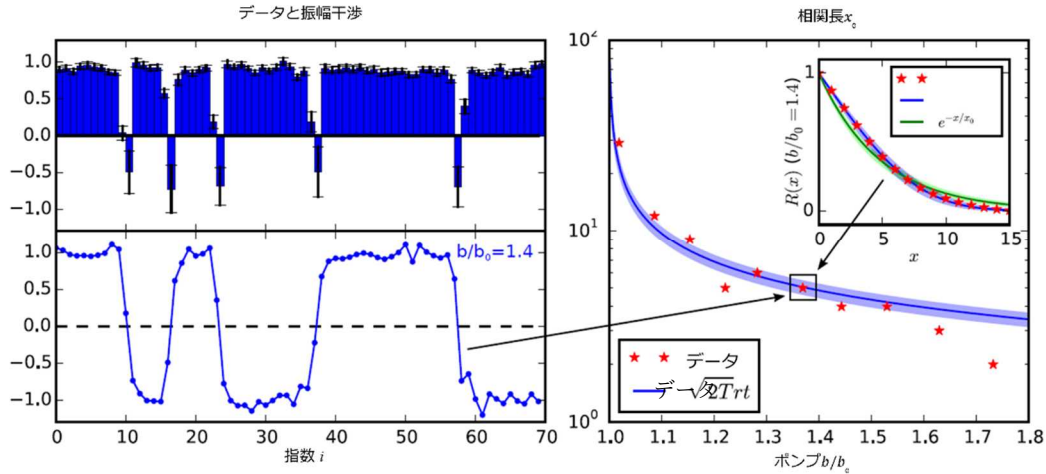 データと振幅干渉
1.0
0.5
0.0
−0.5
−1.0
1.0
0.5
0.0
−0.5
−1.0
b/b₀=1.4
0 10 20 30 40 50 60 70
指数 i
相関長x꜀
10²
10¹
10⁰
R(x) (b/b₀=1.4)
1
0
e^{-x/x₀}
0 5 10 15
x
データ
データ √2Trt
1.0 1.1 1.2 1.3 1.4 1.5 1.6 1.7 1.8
ポンプb/b꜀